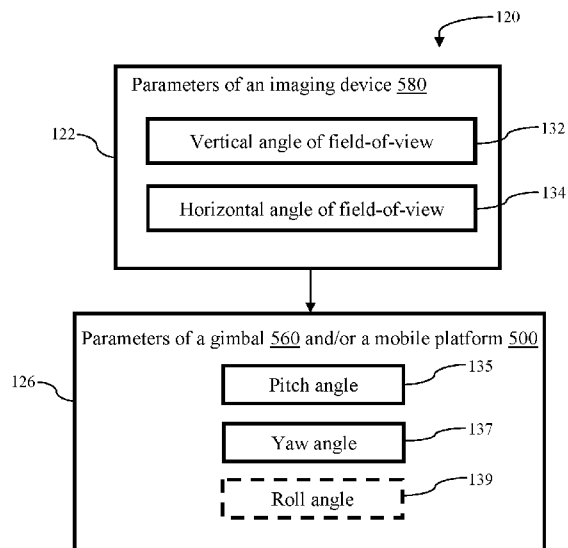 120
Parameters of an imaging device 580
122
Vertical angle of field-of-view
132
Horizontal angle of field-of-view
134
Parameters of a gimbal 560 and/or a mobile platform 500
126
Pitch angle
135
Yaw angle
137
Roll angle
139